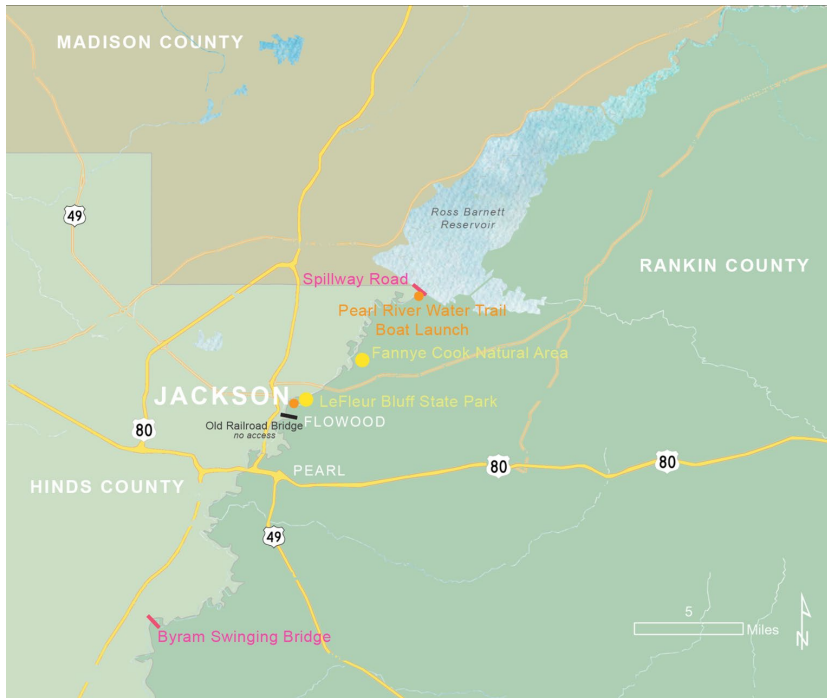 MADISON COUNTY
49
Ross Barnett
Reservoir
RANKIN COUNTY
Spillway Road
Pearl River Water Trail
Boat Launch
Fannye Cook Natural Area
JACKSON
LeFleur Bluff State Park
Old Railroad Bridge
no access
FLOWOOD
80
PEARL
80
80
HINDS COUNTY
49
5
Miles
N
Byram Swinging Bridge